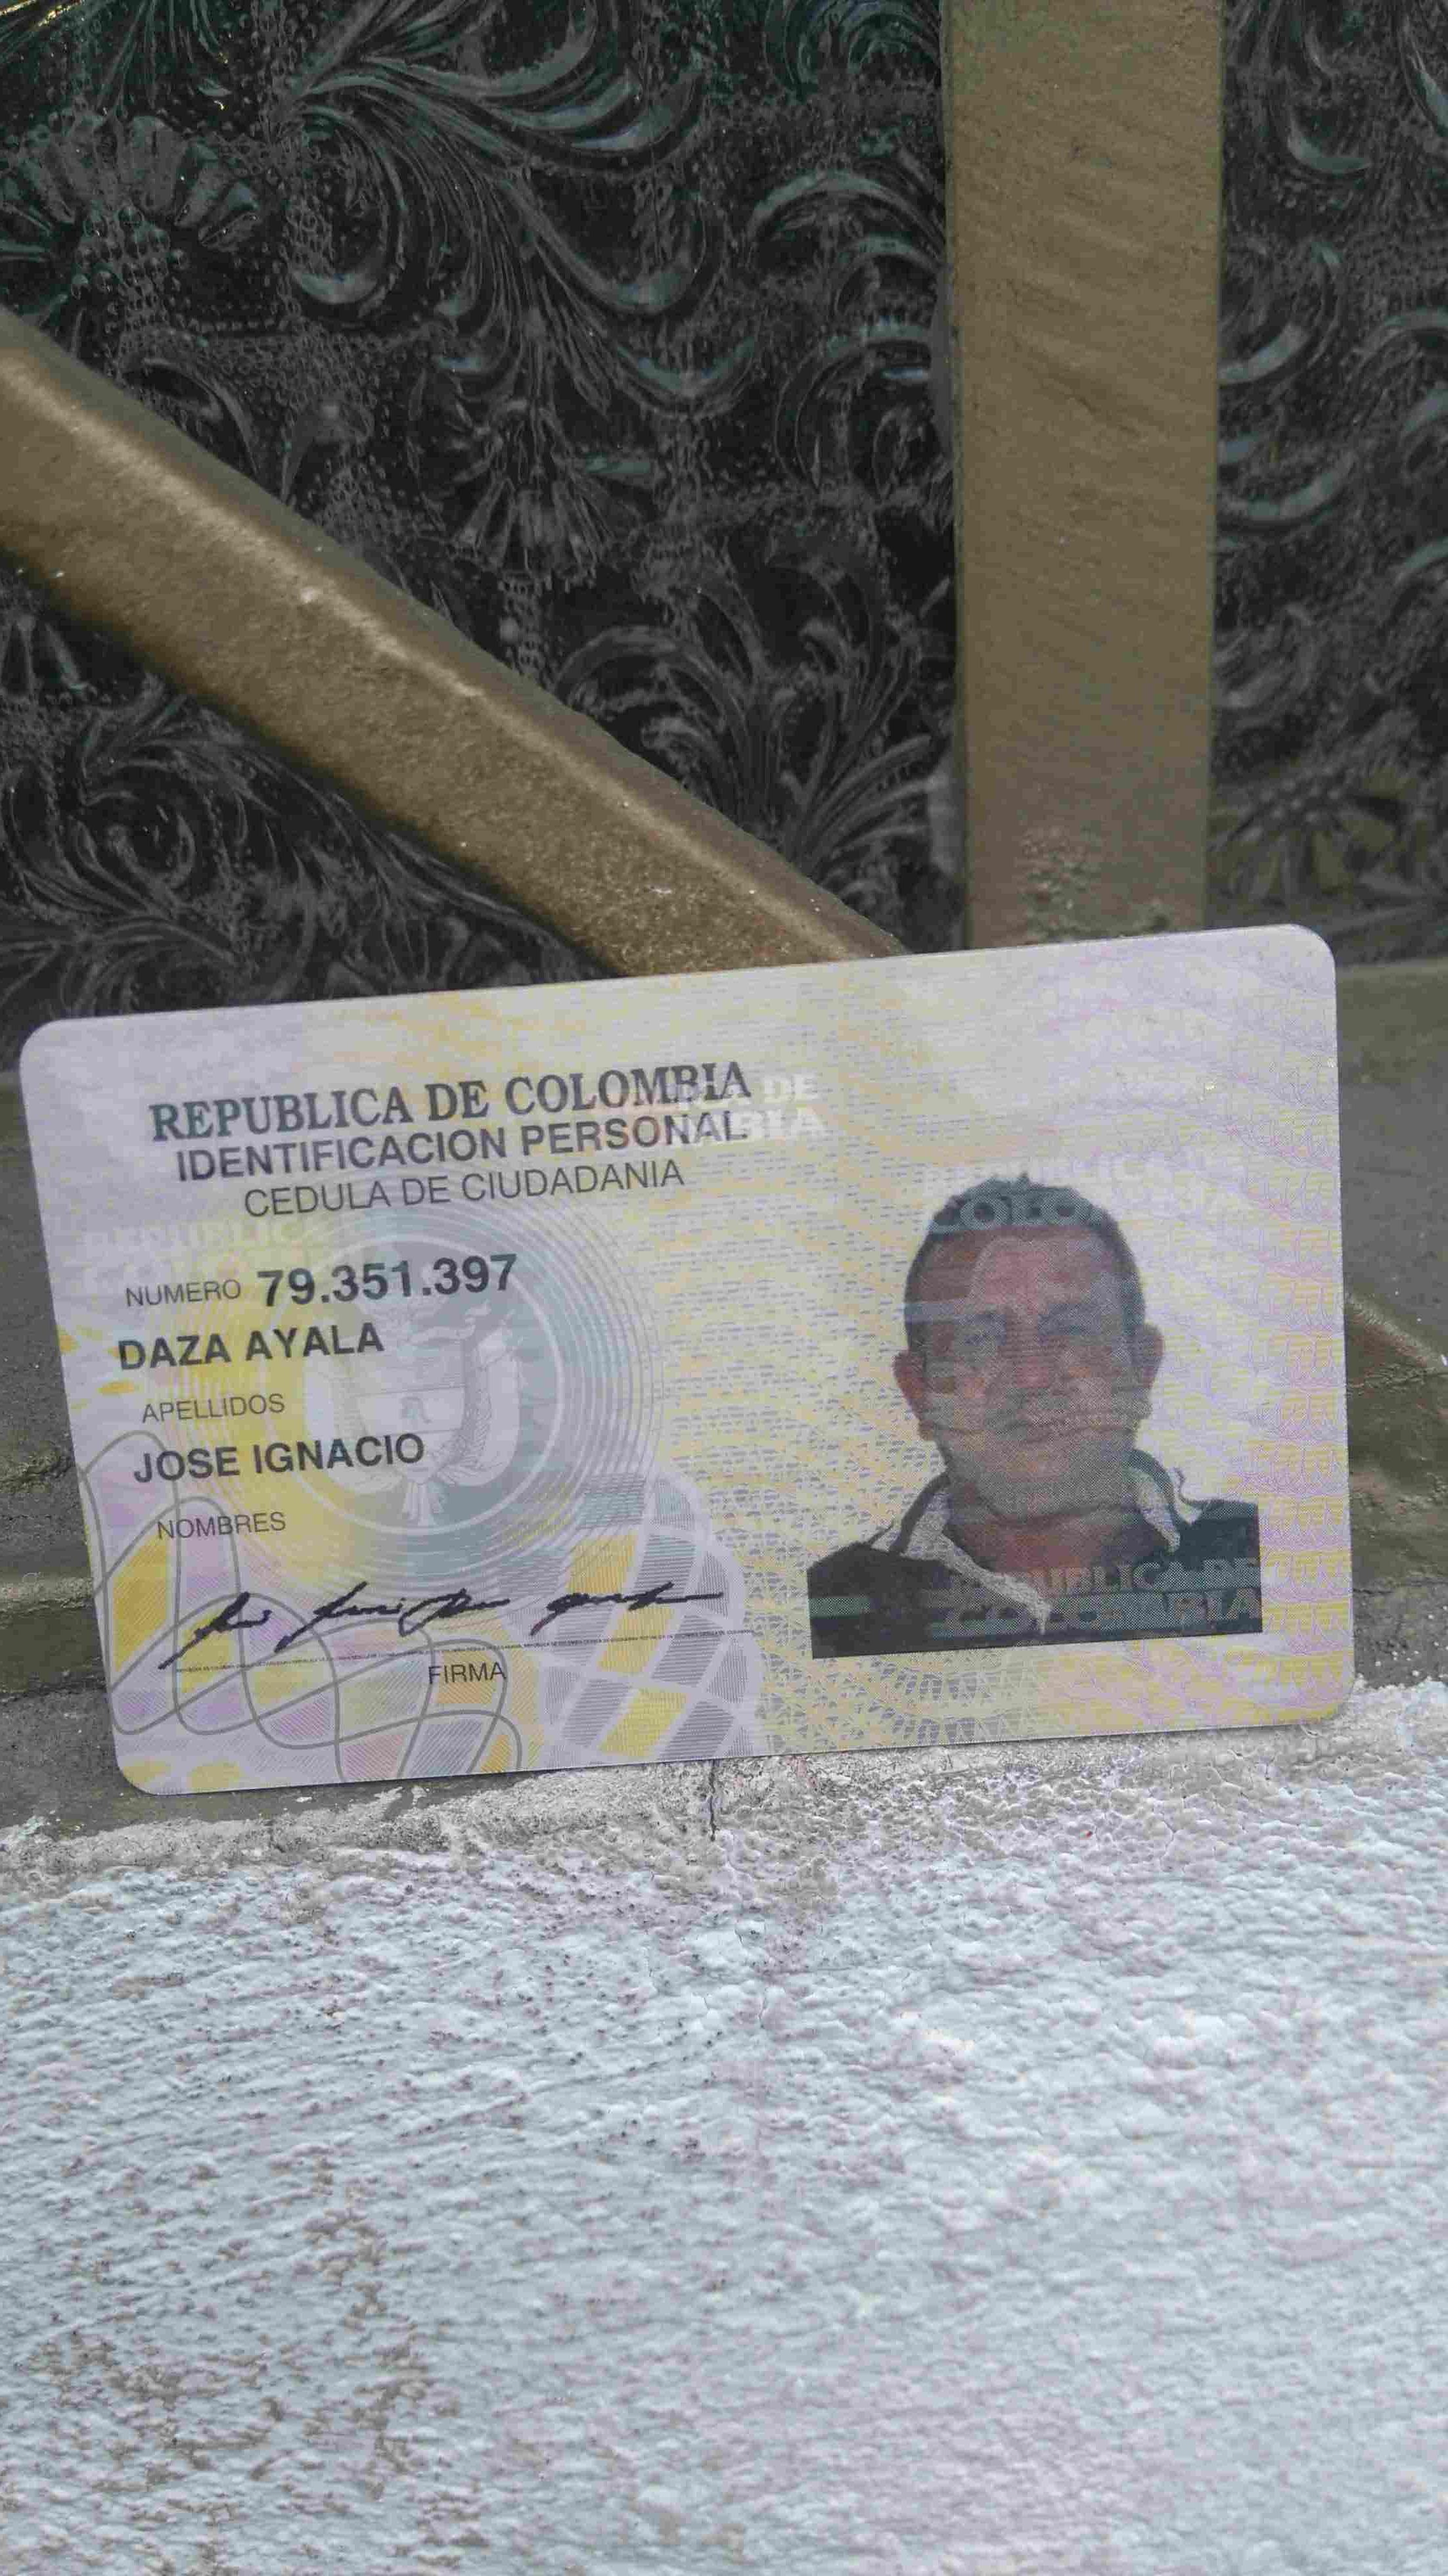 REPUBLICA DE COLOMBIA
IDENTIFICACION PERSONAL
CEDULA DE CIUDADANIA
NUMERO 79.351.397
DAZA AYALA
APELLIDOS
JOSE IGNACIO
NOMBRES
FIRMA
REPUBLICA DE
COLOMBIA